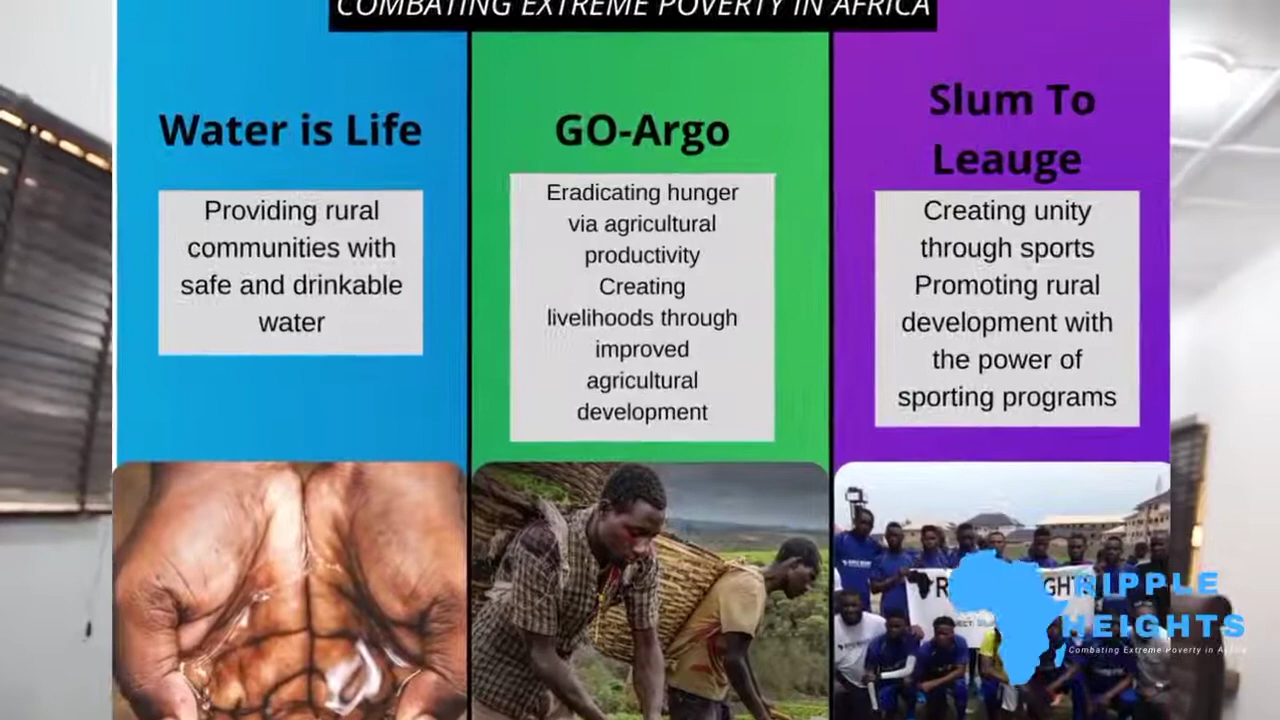 COMBATING EXTREME POVERTY IN AFRICA
Water is Life
Providing rural
communities with
safe and drinkable
water
GO-Argo
Eradicating hunger
via agricultural
productivity
Creating
livelihoods through
improved
agricultural
development
Slum To
Leauge
Creating unity
through sports
Promoting rural
development with
the power of
sporting programs
RIPPLE
HEIGHTS
Combating Extreme Poverty in Africa